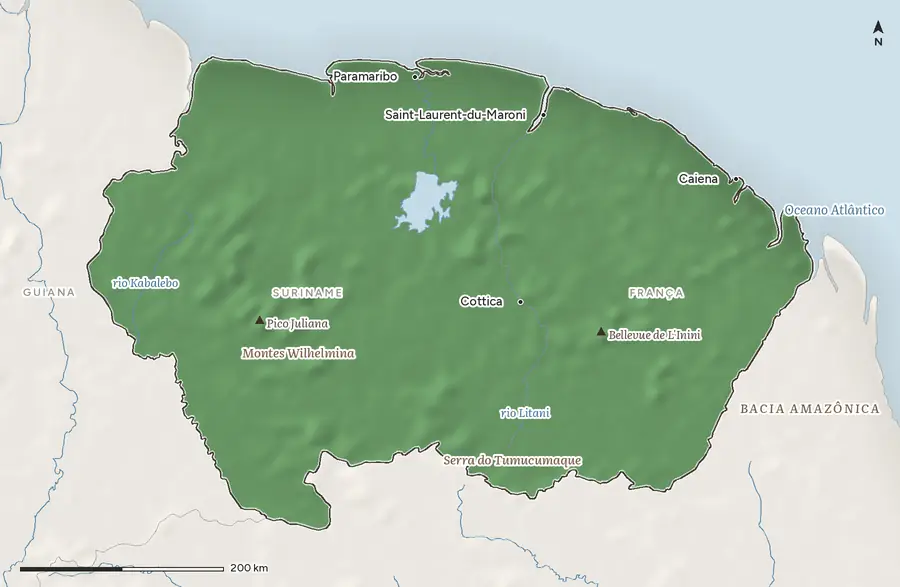 N
Paramaribo
Saint-Laurent-du-Maroni
Caiena
Oceano Atlântico
rio Kabalebo
GUIANA
SURINAME
FRANÇA
Cottica
Pico Juliana
Bellevue de L'Inini
Montes Wilhelmina
rio Litani
BACIA AMAZÔNICA
Serra do Tumucumaque
200 km